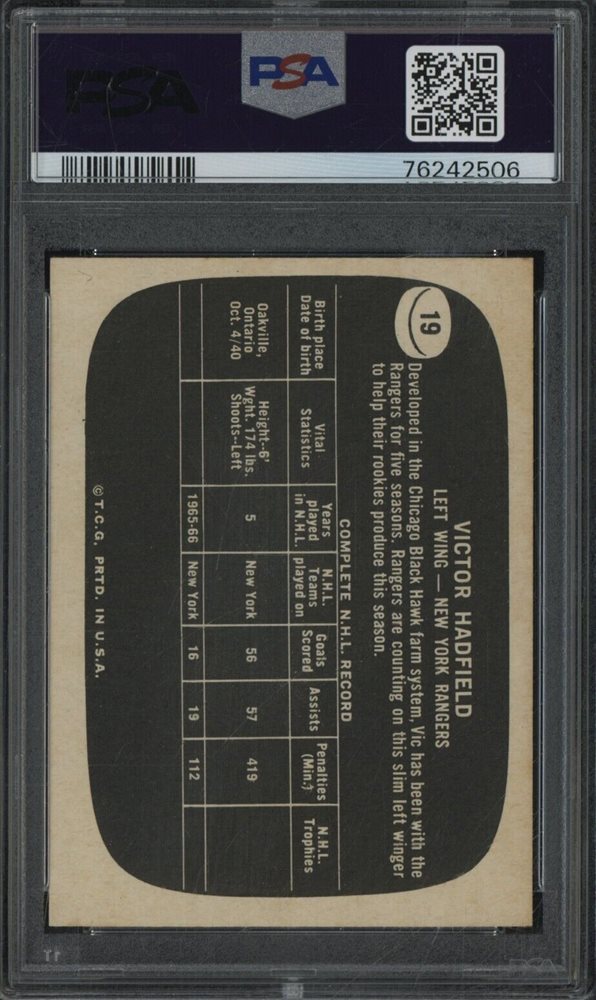 PSA
PSA
76242506
19
VICTOR HADFIELD
LEFT WING — NEW YORK RANGERS
Developed in the Chicago Black Hawk farm system, Vic has been with the
Rangers for five seasons. Rangers are counting on this slim left winger
to help their rookies produce this season.
COMPLETE N.H.L. RECORD
Birth place
Date of birth
Vital
Statistics
Years
played
in N.H.L.
N.H.L.
Teams
played on
Goals
Scored
Assists
Penalties
(Min.)
N.H.L.
Trophies
Oakville,
Ontario
Oct. 4/40
Height--6'
Wght. 174 lbs.
Shoots--Left
5
New York
56
57
419
1965-66
New York
16
19
112
© T.C.G. PRTD. IN U.S.A.